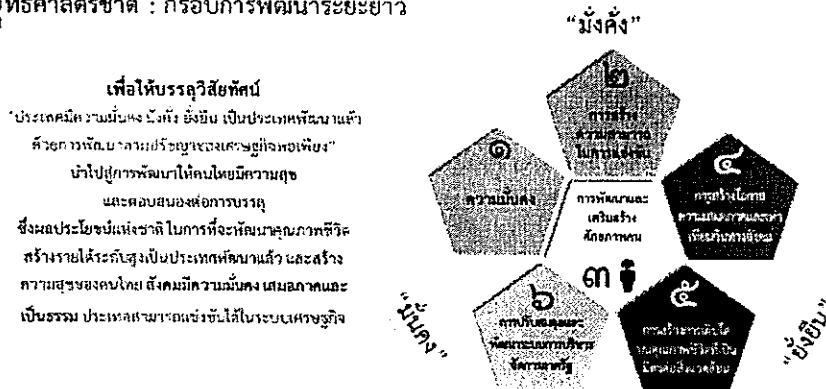 ยุทธศาสตร์ชาติ : กรอบการพัฒนาระยะยาว
เพื่อให้บรรลุวิสัยทัศน์
"ประเทศมีความมั่นคง มั่งคั่ง ยั่งยืน เป็นประเทศพัฒนาแล้ว
ด้วยการพัฒนาตามปรัชญาของเศรษฐกิจพอเพียง"
นำไปสู่การพัฒนาให้คนไทยมีความสุข
และตอบสนองต่อการบรรลุ
ซึ่งผลประโยชน์แห่งชาติ ในการที่จะพัฒนาคุณภาพชีวิต
สร้างรายได้ระดับสูงเป็นประเทศพัฒนาแล้ว และสร้าง
ความสุขของคนไทย สังคมมีความมั่นคง เสมอภาคและ
เป็นธรรม ประเทศสามารถแข่งขันได้ในระบบเศรษฐกิจ
"มั่งคั่ง"
๒
การสร้าง
ความสามารถ
ในการแข่งขัน
๑
ความมั่นคง
การพัฒนาและ
เสริมสร้าง
ศักยภาพคน
๓
๔
การสร้างโอกาส
ความเสมอภาคและเท่า
เทียมกันทางสังคม
๖
การปรับสมดุลและ
พัฒนาระบบการบริหาร
จัดการภาครัฐ
๕
การสร้างการเติบโต
บนคุณภาพชีวิตที่เป็น
มิตรต่อสิ่งแวดล้อม
"มั่นคง"
"ยั่งยืน"